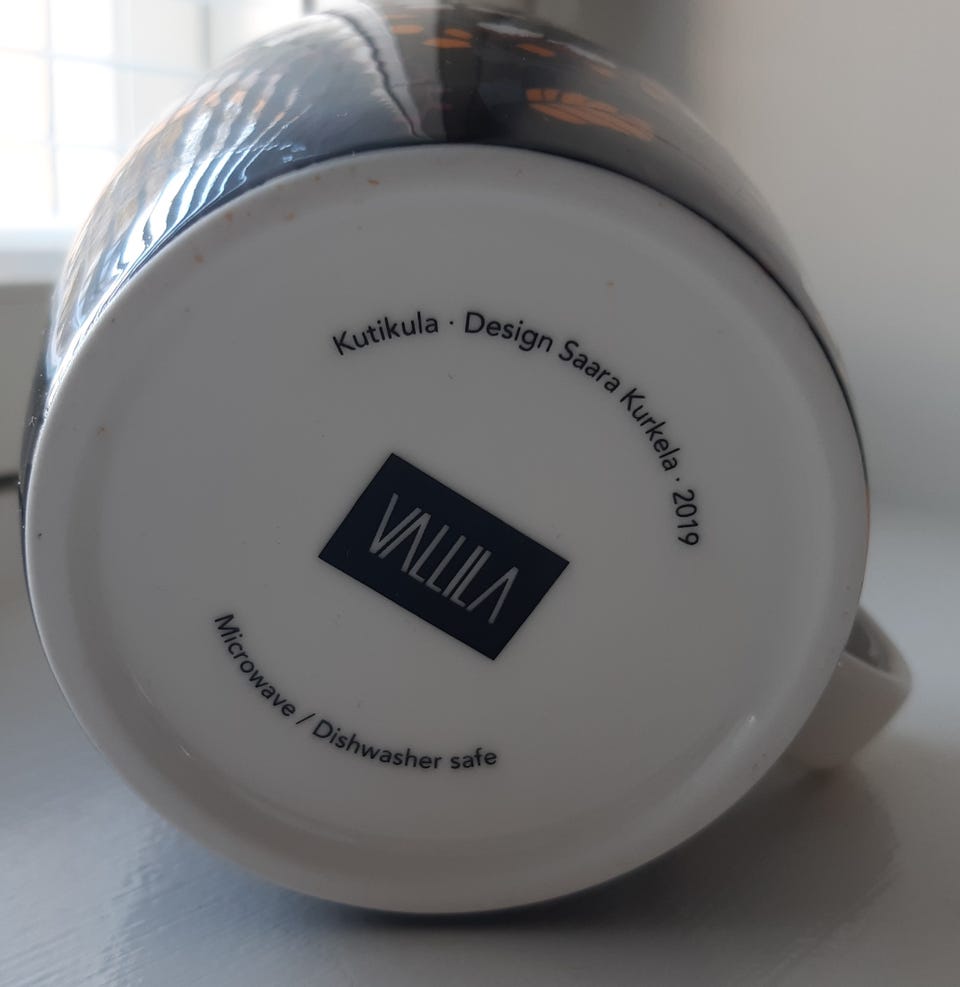 Kutikula · Design Saara Kurkela · 2019
VALLILA
Microwave / Dishwasher safe